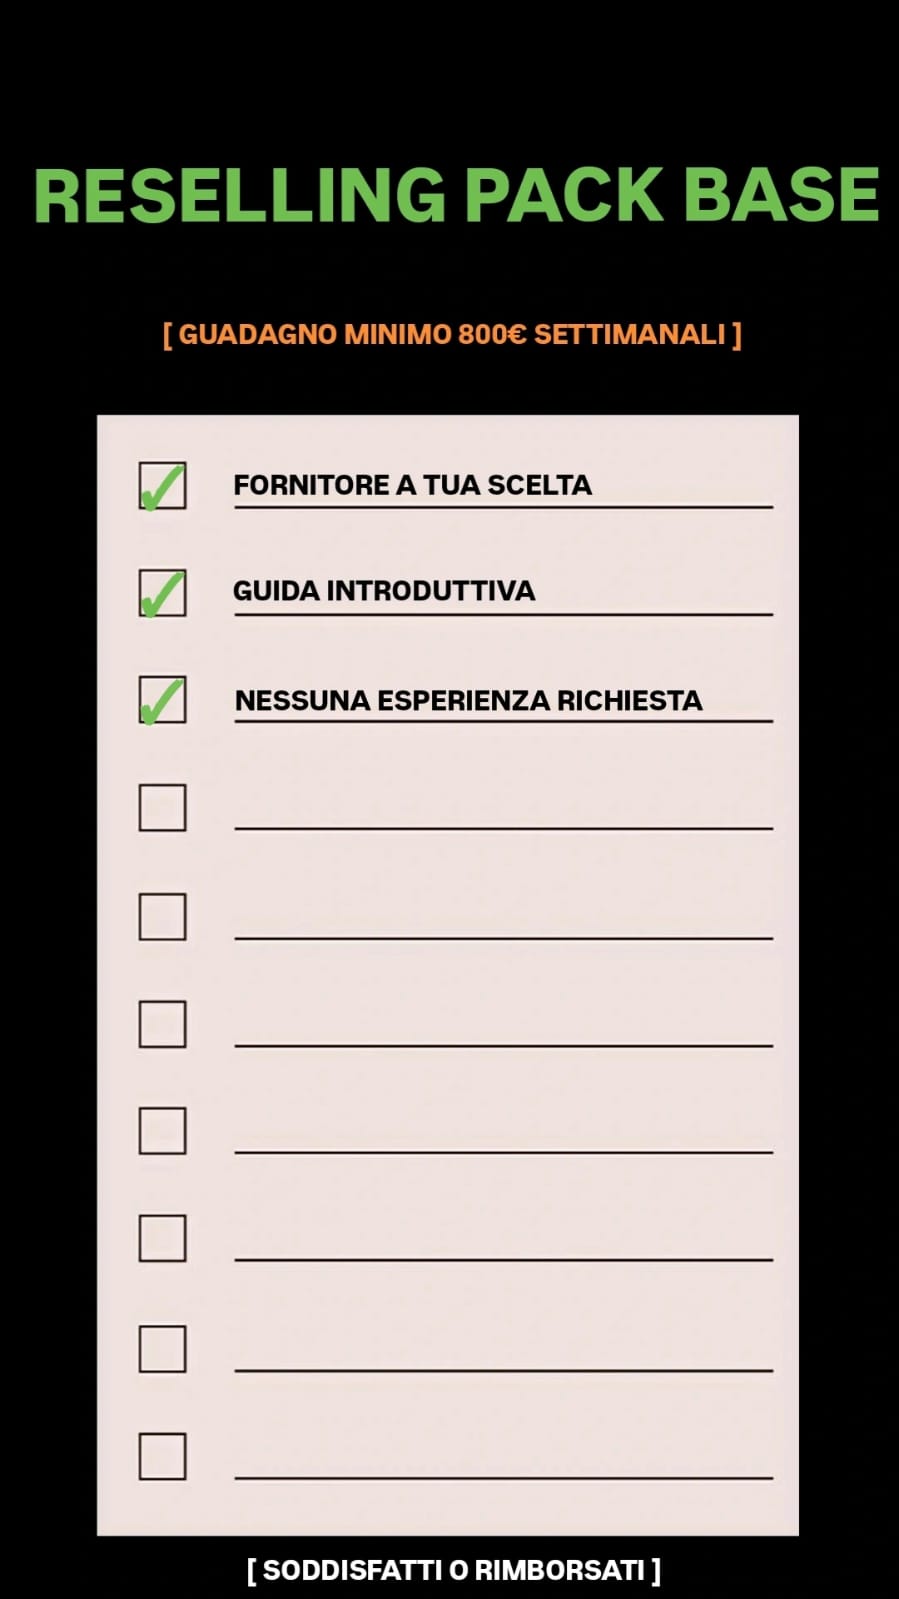 RESELLING PACK BASE
[ GUADAGNO MINIMO 800€ SETTIMANALI ]
FORNITORE A TUA SCELTA
GUIDA INTRODUTTIVA
NESSUNA ESPERIENZA RICHIESTA
[ SODDISFATTI O RIMBORSATI ]